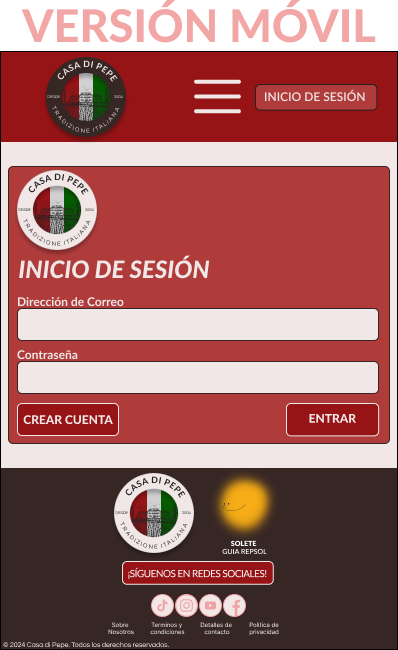 VERSIÓN MÓVIL
CASA DI PEPE
DESDE 2024
TRADIZIONE ITALIANA
INICIO DE SESIÓN
CASA DI PEPE
DESDE 2024
TRADIZIONE ITALIANA
INICIO DE SESIÓN
Dirección de Correo
Contraseña
CREAR CUENTA
ENTRAR
CASA DI PEPE
DESDE 2024
TRADIZIONE ITALIANA
SOLETE
GUIA REPSOL
¡SÍGUENOS EN REDES SOCIALES!
Sobre Nosotros
Terminos y condiciones
Detalles de contacto
Política de privacidad
© 2024 Casa di Pepe. Todos los derechos reservados.